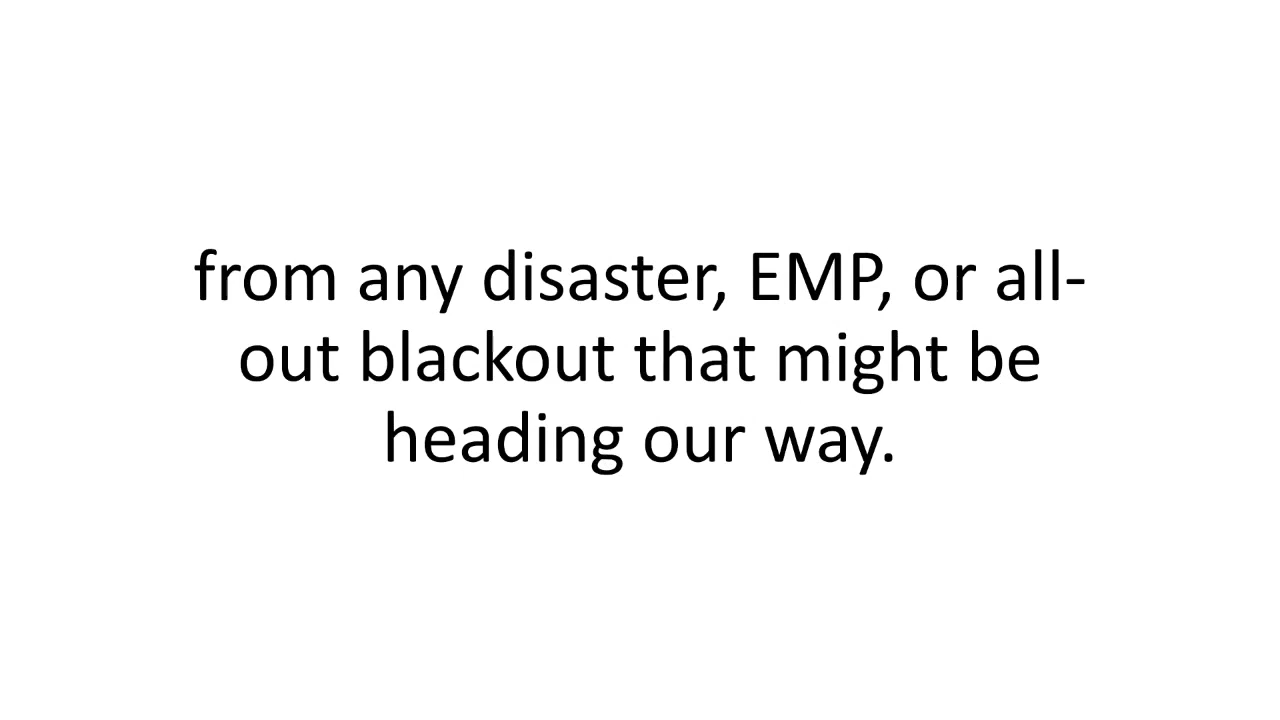 from any disaster, EMP, or all-
out blackout that might be
heading our way.